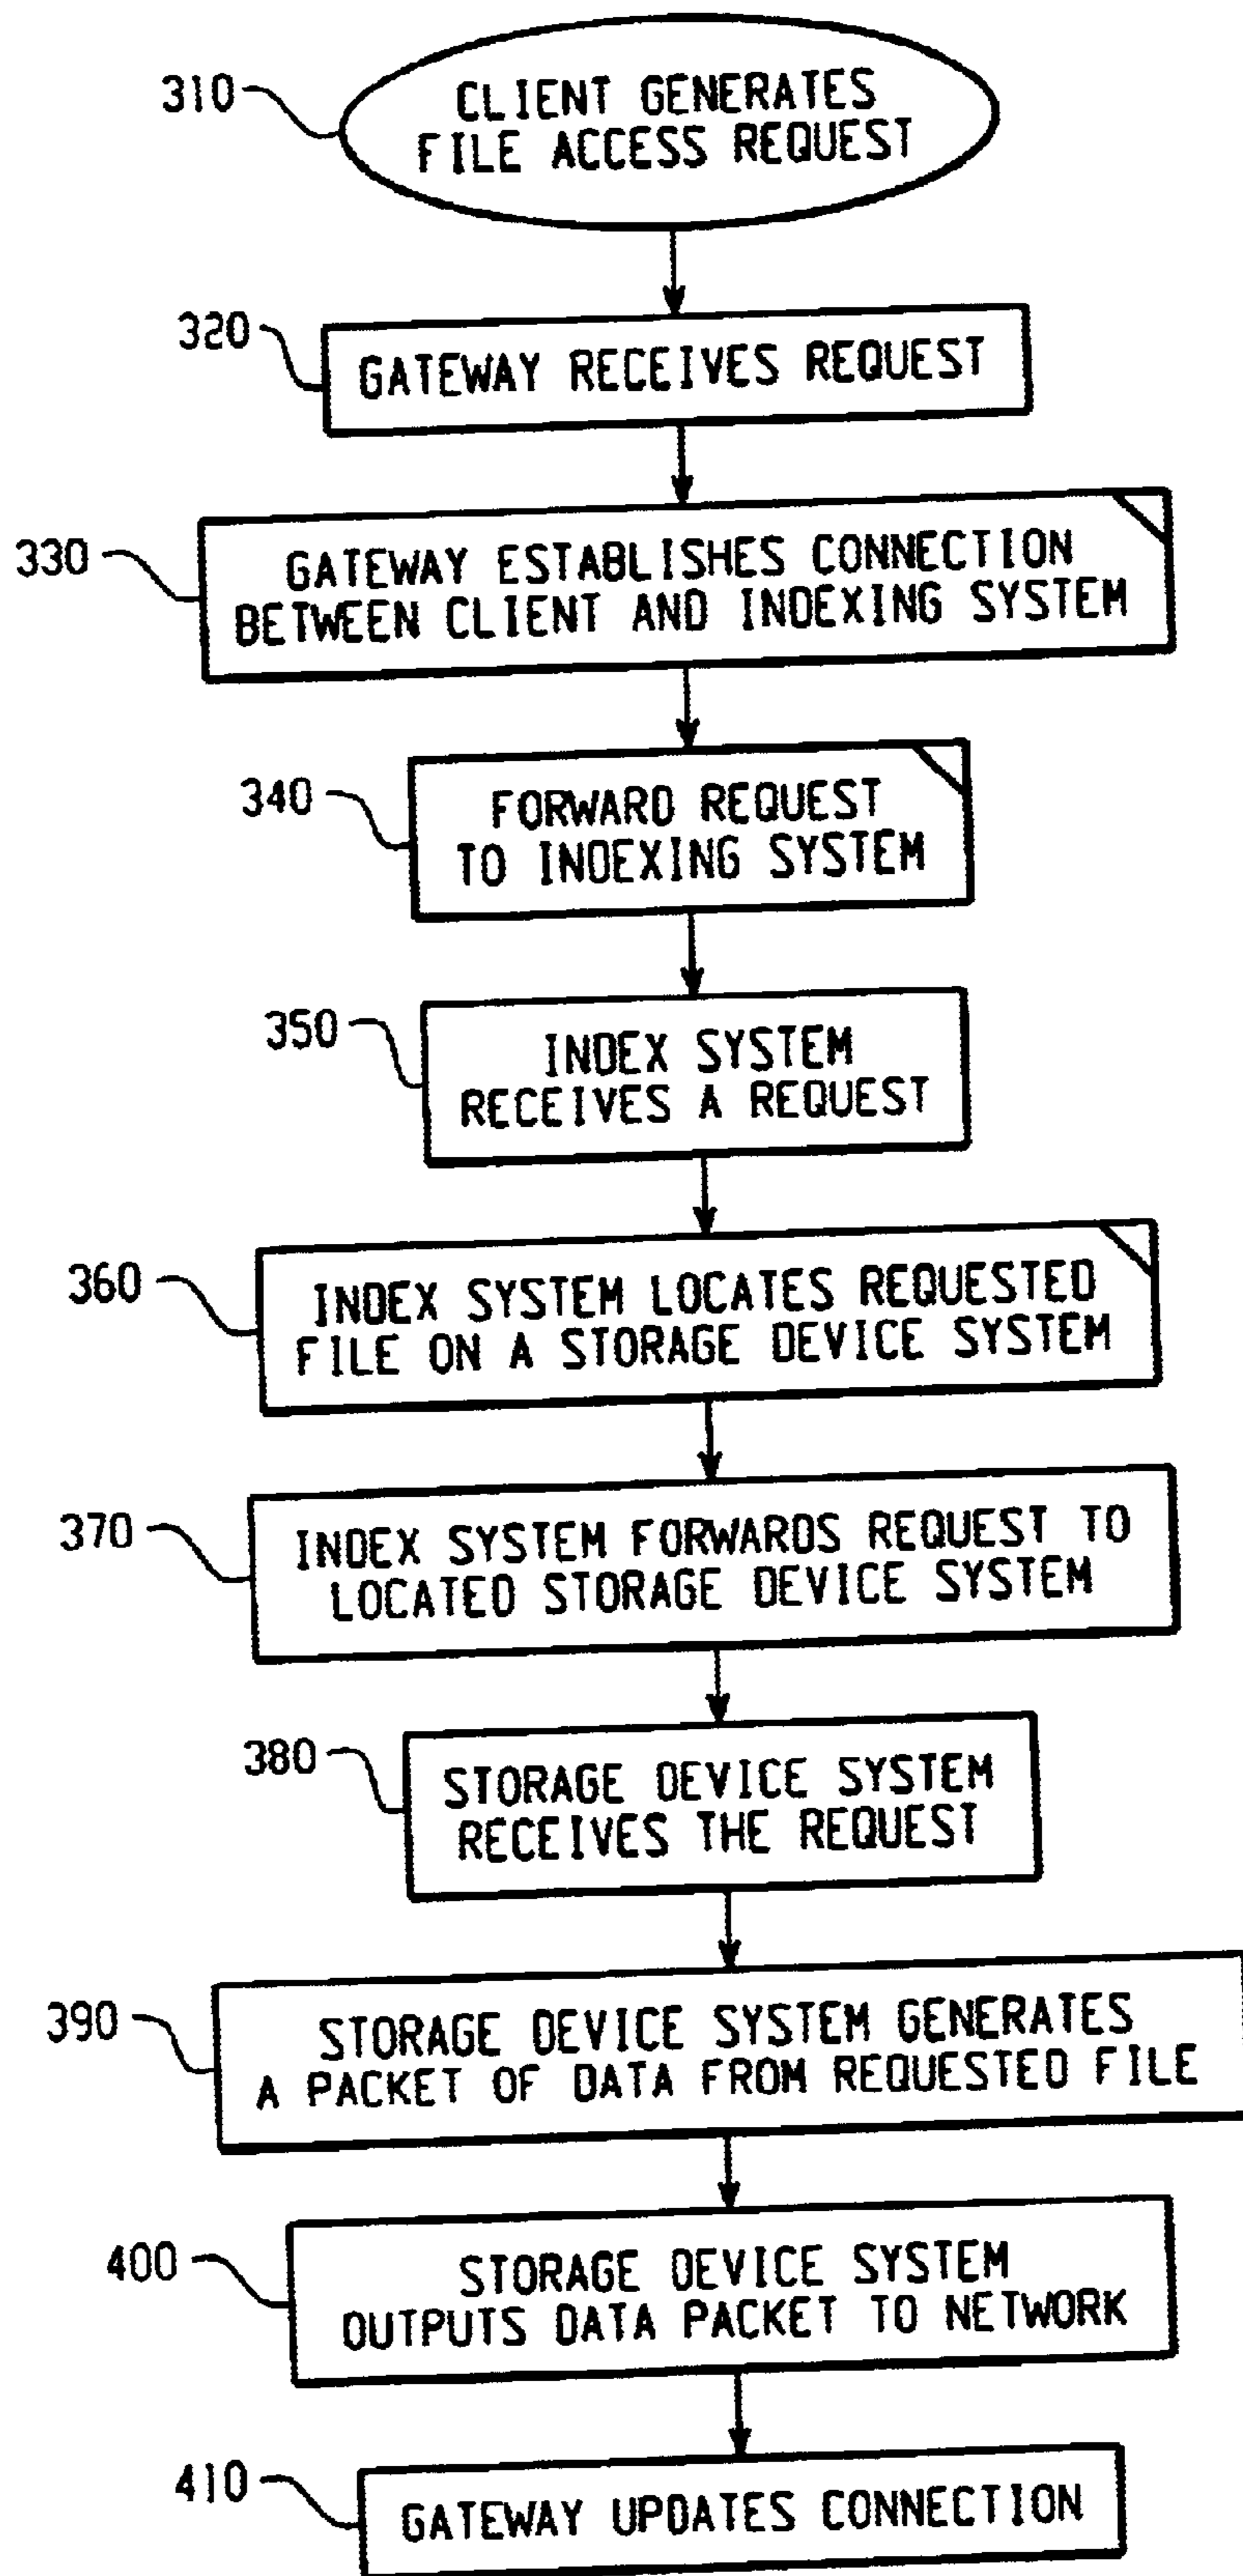 310
CLIENT GENERATES
FILE ACCESS REQUEST
320
GATEWAY RECEIVES REQUEST
330
GATEWAY ESTABLISHES CONNECTION
BETWEEN CLIENT AND INDEXING SYSTEM
340
FORWARD REQUEST
TO INDEXING SYSTEM
350
INDEX SYSTEM
RECEIVES A REQUEST
360
INDEX SYSTEM LOCATES REQUESTED
FILE ON A STORAGE DEVICE SYSTEM
370
INDEX SYSTEM FORWARDS REQUEST TO
LOCATED STORAGE DEVICE SYSTEM
380
STORAGE DEVICE SYSTEM
RECEIVES THE REQUEST
390
STORAGE DEVICE SYSTEM GENERATES
A PACKET OF DATA FROM REQUESTED FILE
400
STORAGE DEVICE SYSTEM
OUTPUTS DATA PACKET TO NETWORK
410
GATEWAY UPDATES CONNECTION